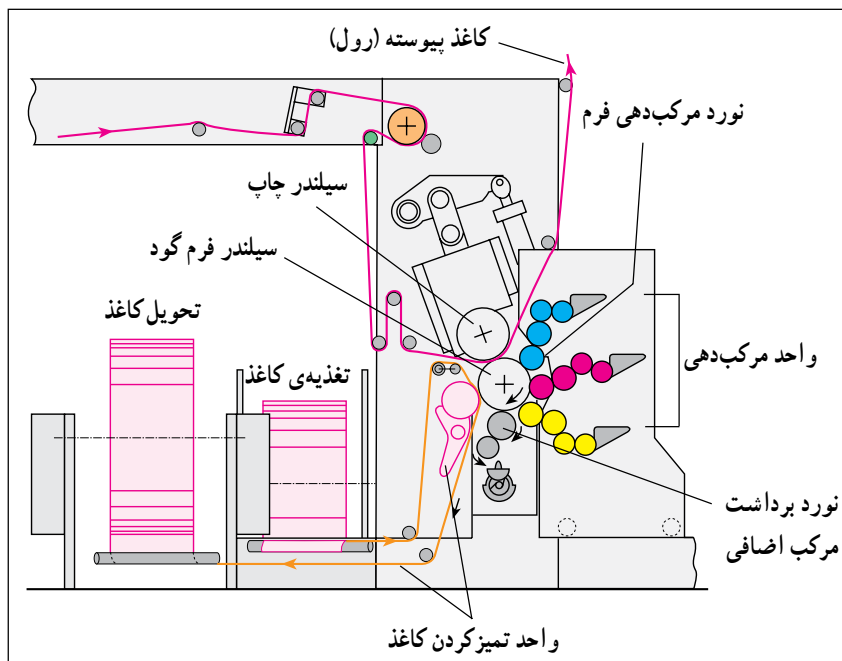 کاغذ پیوسته (رول)
نورد مرکب‌دهی فرم
سیلندر چاپ
سیلندر فرم گود
تحویل کاغذ
تغذیه‌ی کاغذ
واحد مرکب‌دهی
نورد برداشت
مرکب اضافی
واحد تمیزکردن کاغذ